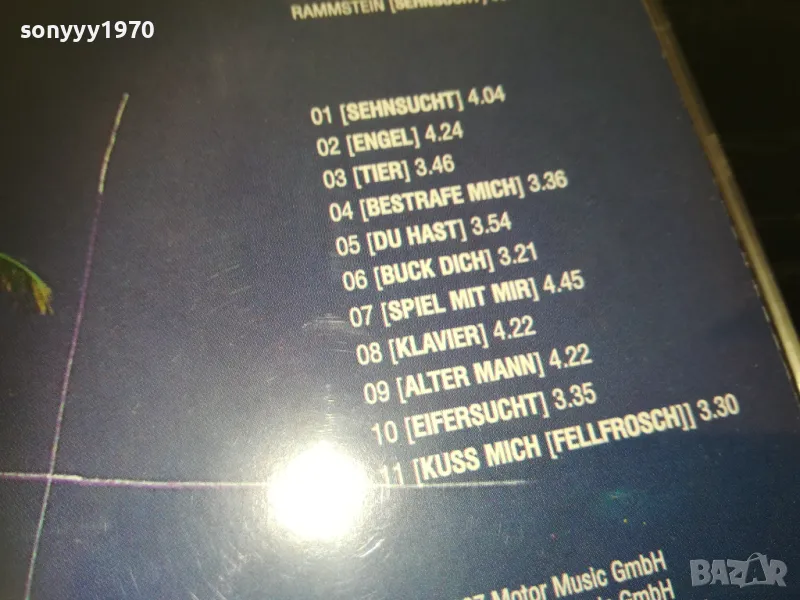 sonyyy1970
RAMMSTEIN [SEHNSUCHT]
01 [SEHNSUCHT] 4.04
02 [ENGEL] 4.24
03 [TIER] 3.46
04 [BESTRAFE MICH] 3.36
05 [DU HAST] 3.54
06 [BUCK DICH] 3.21
07 [SPIEL MIT MIR] 4.45
08 [KLAVIER] 4.22
09 [ALTER MANN] 4.22
10 [EIFERSUCHT] 3.35
11 [KUSS MICH [FELLFROSCH]] 3.30
97 Motor Music GmbH
GmbH
BAZAR.BG